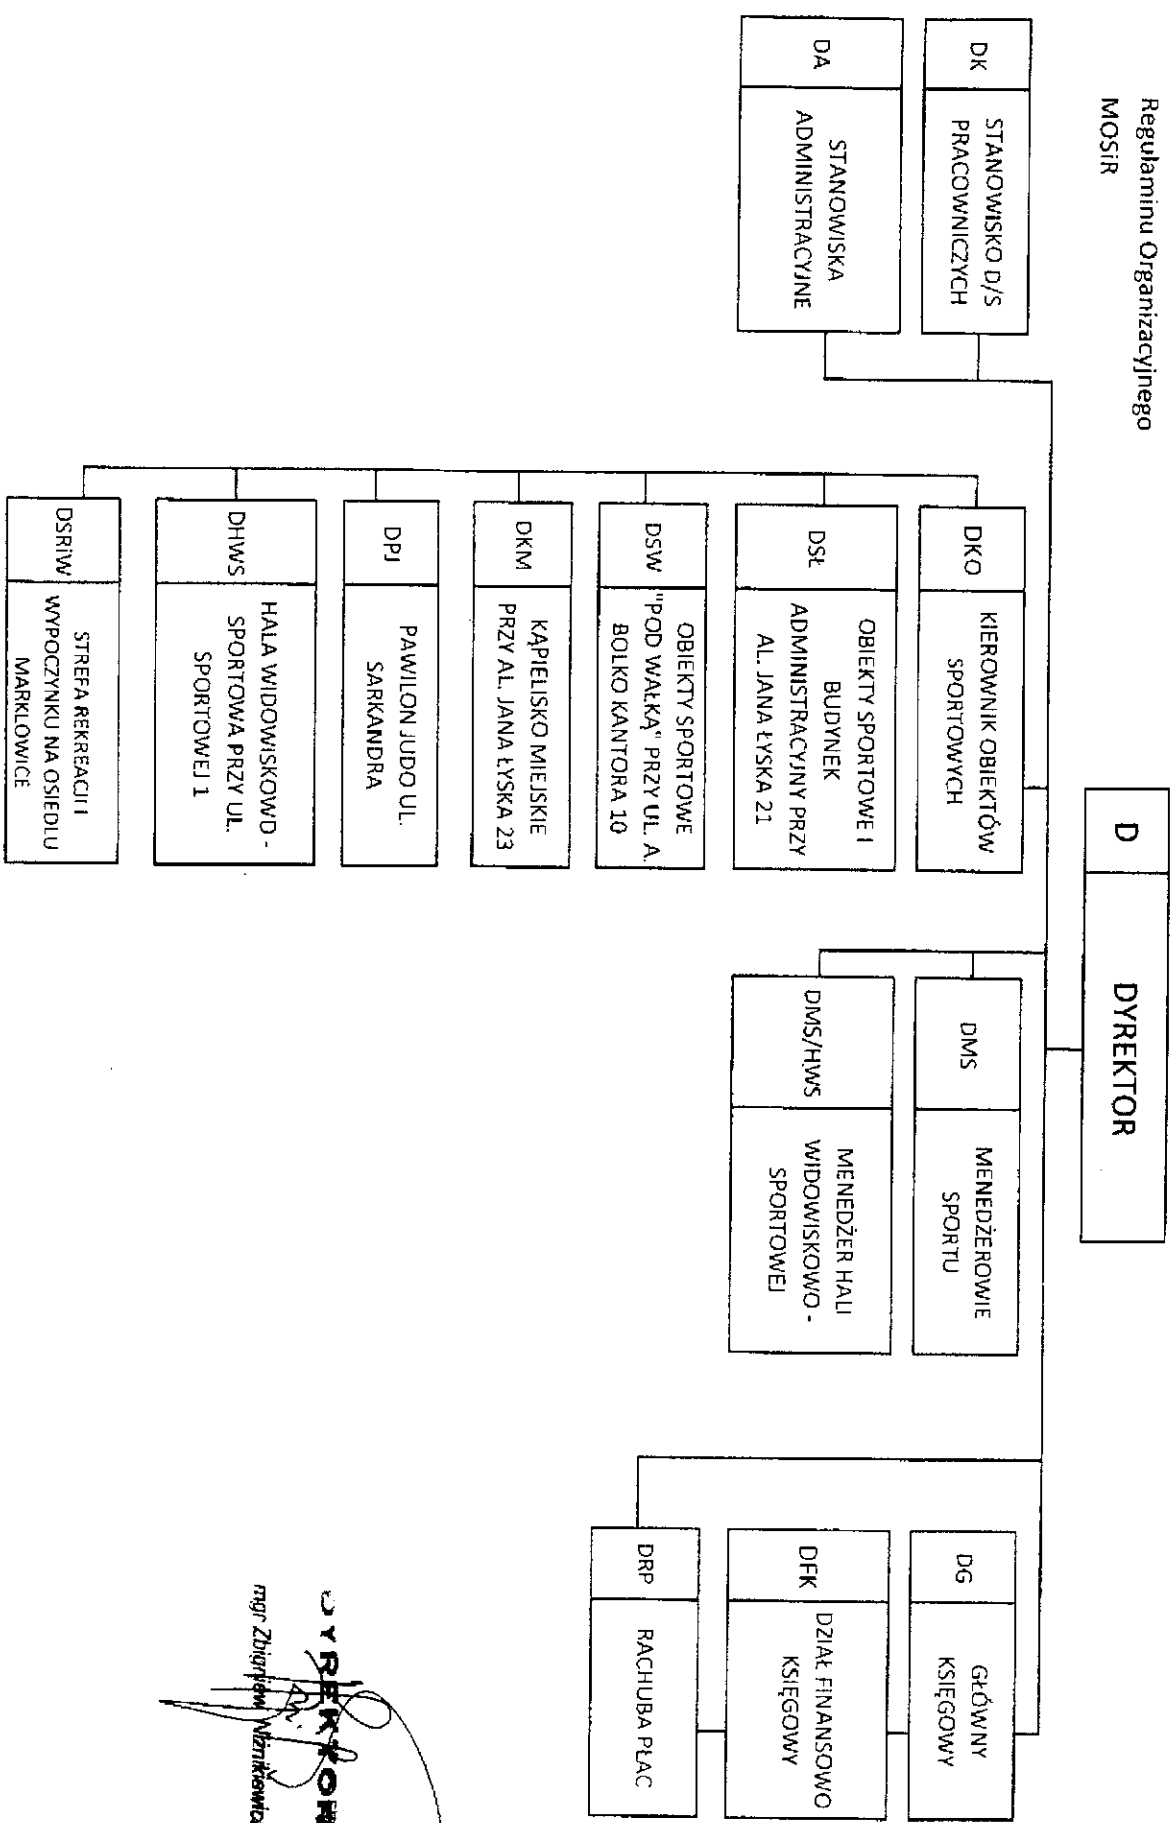 Regulaminu Organizacyjnego
MOSiR
D
DYREKTOR
DK
STANOWISKO D/S
PRACOWNICZYCH
DA
STANOWISKA
ADMINISTRACYJNE
DKO
KIEROWNIK OBIEKTÓW
SPORTOWYCH
DSŁ
OBIEKTY SPORTOWE I
BUDYNEK
ADMINISTRACYJNY PRZY
AL. JANA ŁYSKA 21
DSW
OBIEKTY SPORTOWE
"POD WAŁKĄ" PRZY UL. A.
BOLKO KANTORA 10
DKM
KĄPIELISKO MIEJSKIE
PRZY AL. JANA ŁYSKA 23
DPJ
PAWILON JUDO UL.
SARKANDRA
DHWS
HALA WIDOWISKOWO -
SPORTOWA PRZY UL.
SPORTOWEJ 1
DSRiW
STREFA REKREACJI I
WYPOCZYNKU NA OSIEDLU
MARKLOWICE
DMS
MENEDŻEROWIE
SPORTU
DMS/HWS
MENEDŻER HALI
WIDOWISKOWO -
SPORTOWEJ
DG
GŁÓWNY
KSIĘGOWY
DFK
DZIAŁ FINANSOWO
KSIĘGOWY
DRP
RACHUBA PŁAC
DYREKTOR
mgr Zbigniew